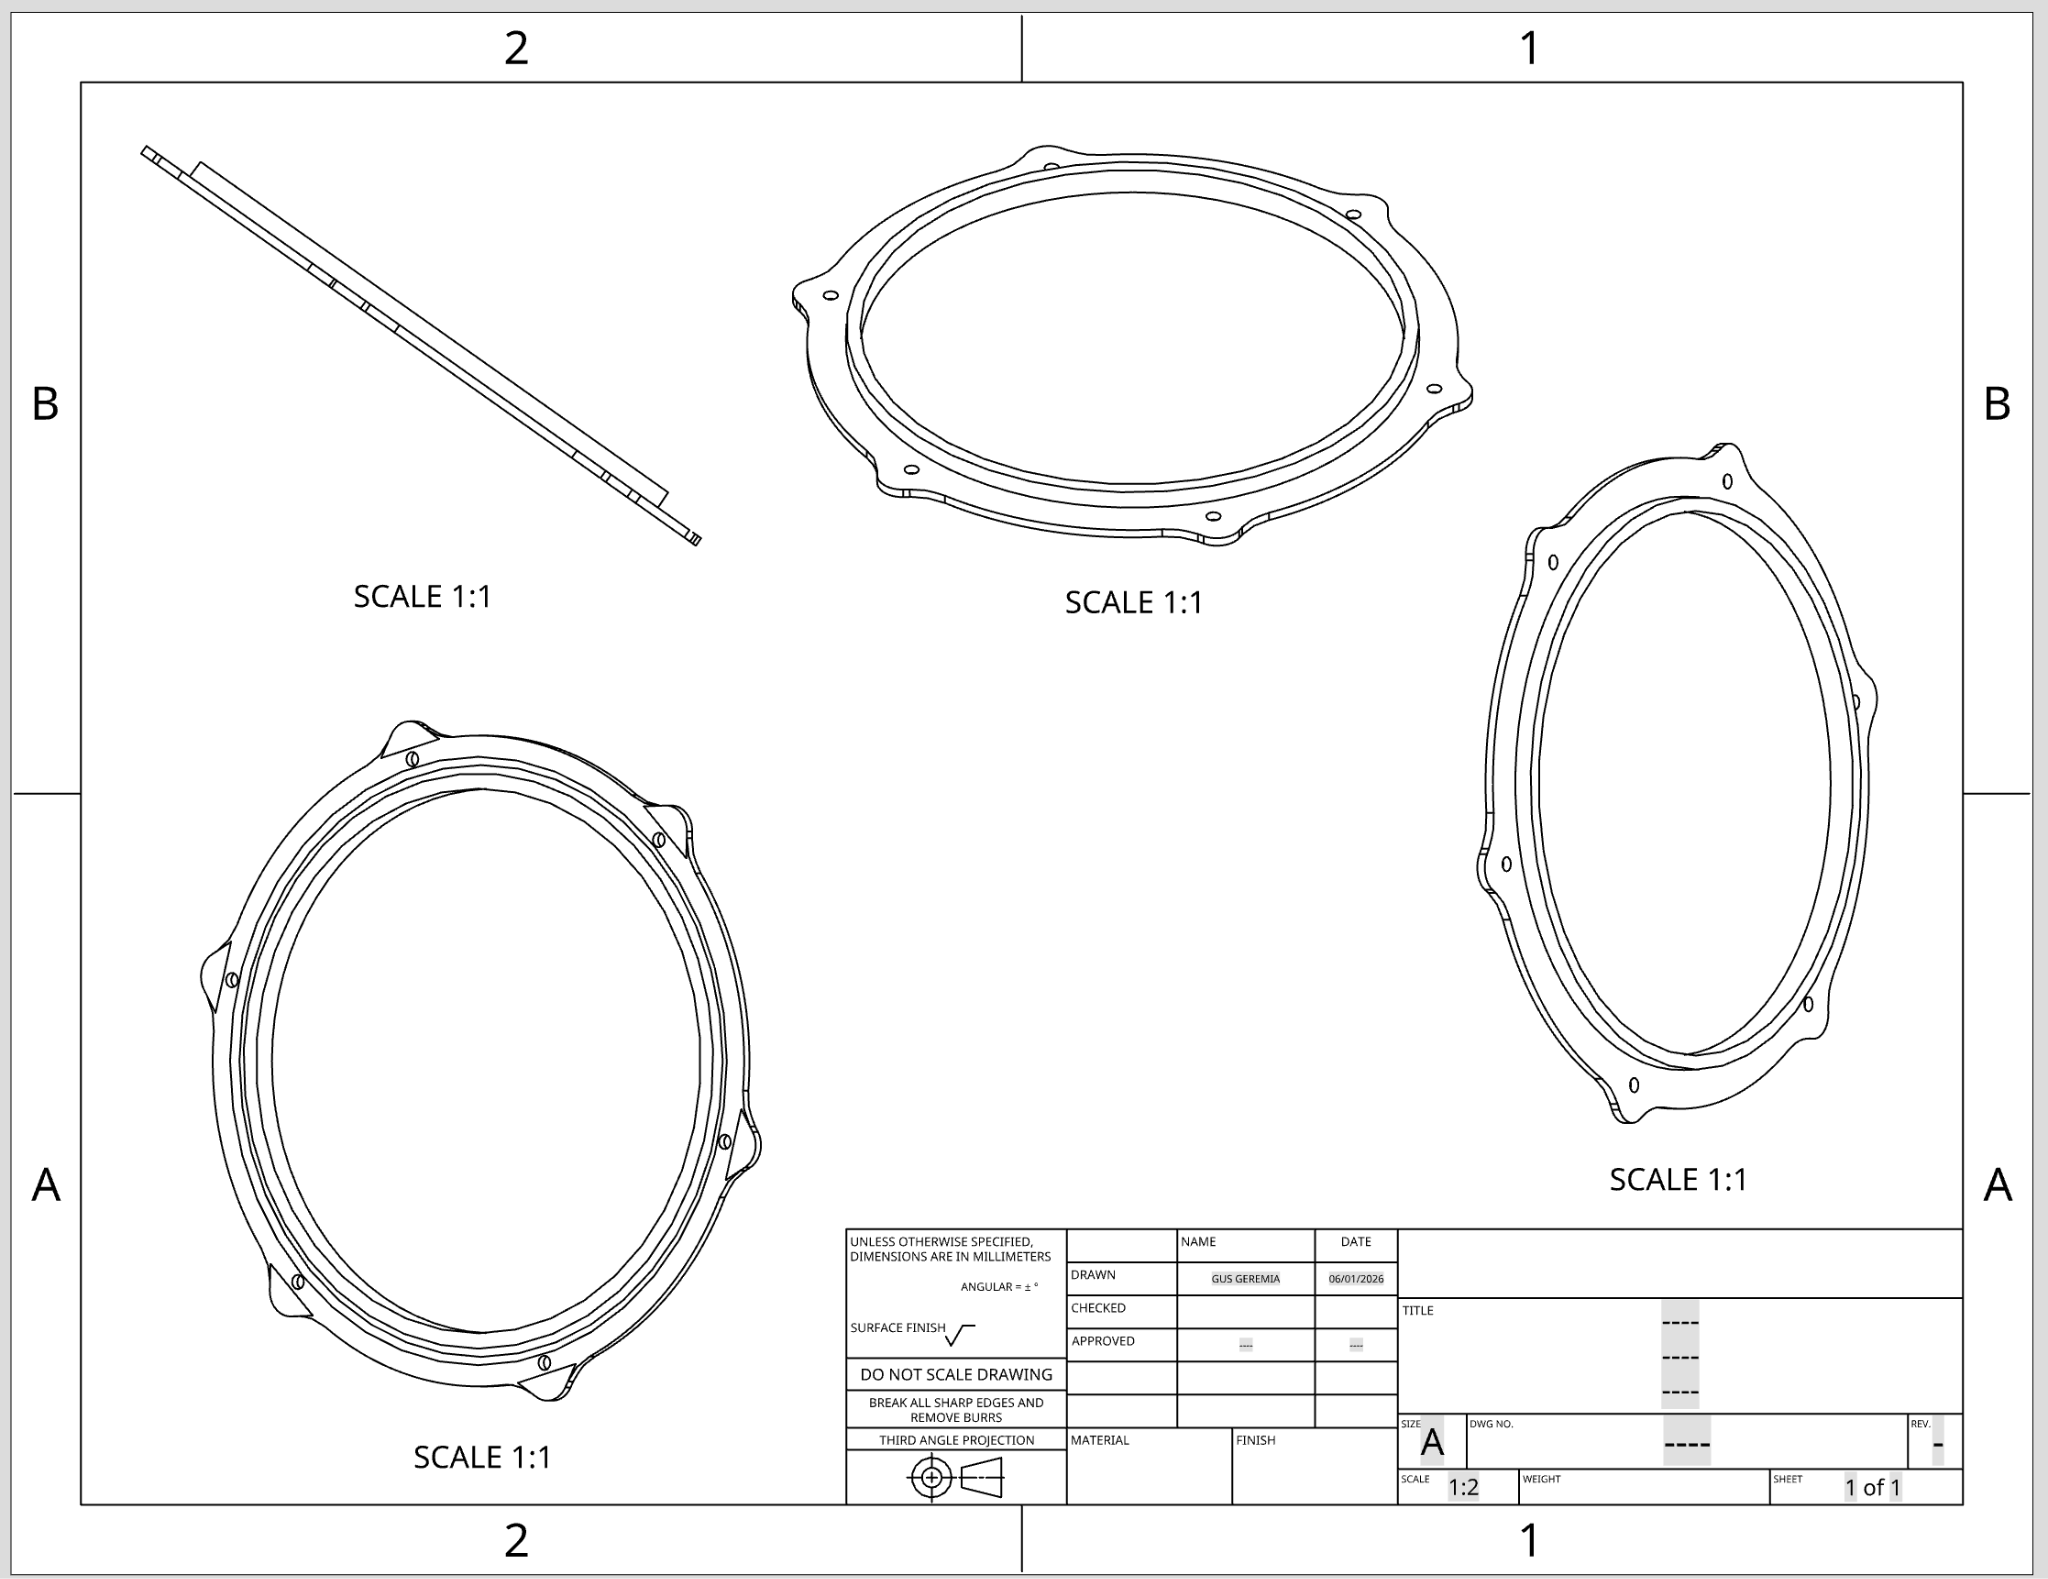 2 1
B B
SCALE 1:1
SCALE 1:1
SCALE 1:1
SCALE 1:1
A A
UNLESS OTHERWISE SPECIFIED,
DIMENSIONS ARE IN MILLIMETERS
ANGULAR = ± °
SURFACE FINISH
DO NOT SCALE DRAWING
BREAK ALL SHARP EDGES AND
REMOVE BURRS
THIRD ANGLE PROJECTION
NAME DATE
DRAWN GUS GEREMIA 06/01/2026
CHECKED
APPROVED ---- ----
MATERIAL FINISH
TITLE ----
----
----
SIZE A DWG NO. ---- REV. -
SCALE 1:2 WEIGHT SHEET 1 of 1
2 1